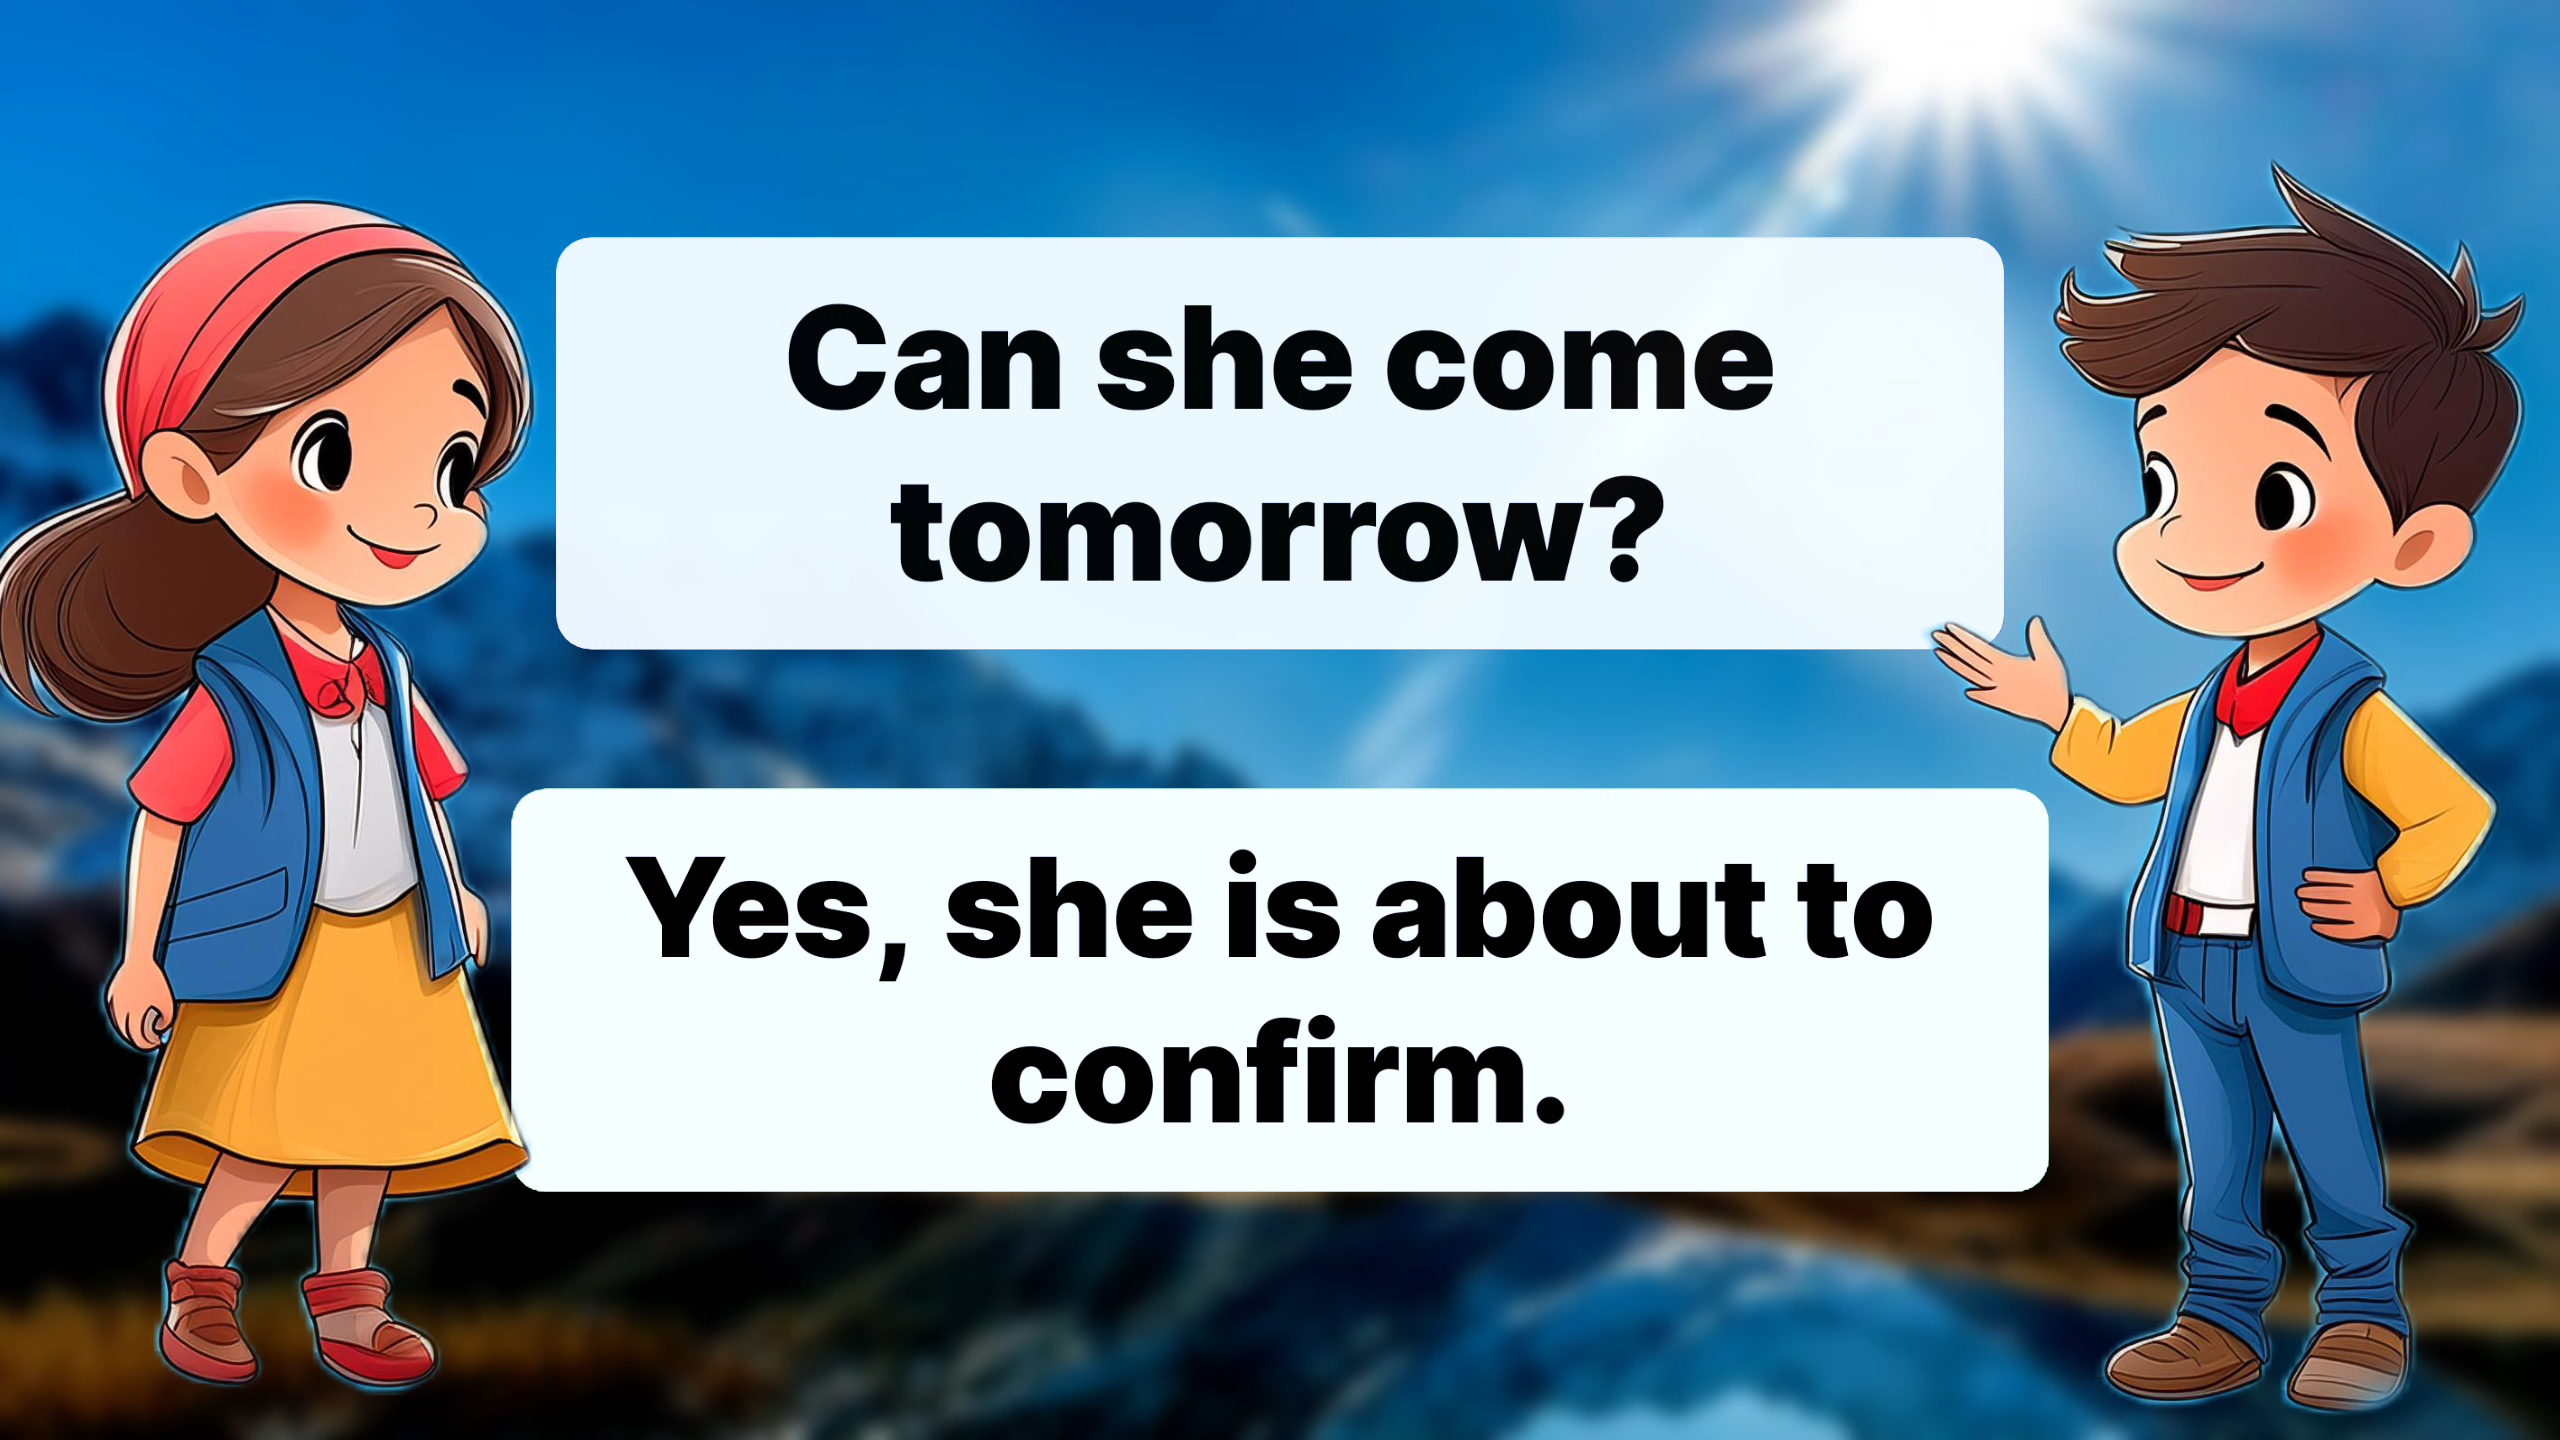 Can she come
tomorrow?
Yes, she is about to
confirm.